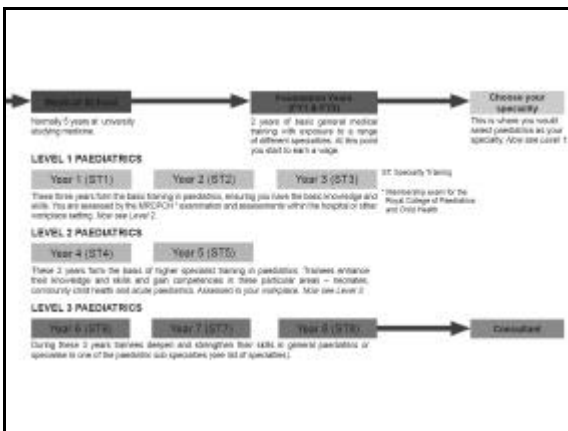 Medical School
Foundation Years
(FY1 & FY2)
Choose your
specialty
Normally 5 years at university
studying medicine.
2 years of basic general medical
training with exposure to a range
of different specialties. At this point
you start to earn a wage.
This is where you would
select paediatrics as your
specialty. Now see Level 1
LEVEL 1 PAEDIATRICS
Year 1 (ST1)
Year 2 (ST2)
Year 3 (ST3)
ST: Specialty Training
* Membership exam for the
Royal College of Paediatrics
and Child Health
These three years form the basic training in paediatrics, ensuring you have the basic knowledge and
skills. You are assessed by the MRCPCH * examination and assessments within the hospital or other
workplace setting. Now see Level 2.
LEVEL 2 PAEDIATRICS
Year 4 (ST4)
Year 5 (ST5)
These 2 years form the basis of higher specialist training in paediatrics. Trainees enhance
their knowledge and skills and gain competences in three particular areas – neonates,
community child health and acute paediatrics. Assessed in your workplace. Now see Level 3
LEVEL 3 PAEDIATRICS
Year 6 (ST6)
Year 7 (ST7)
Year 8 (ST8)
Consultant
During these 3 years trainees deepen and strengthen their skills in general paediatrics or
specialise in one of the paediatric sub specialties (see list of specialties).